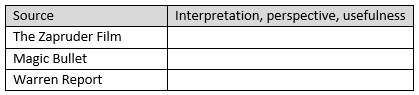 Source Interpretation, perspective, usefulness
The Zapruder Film
Magic Bullet
Warren Report